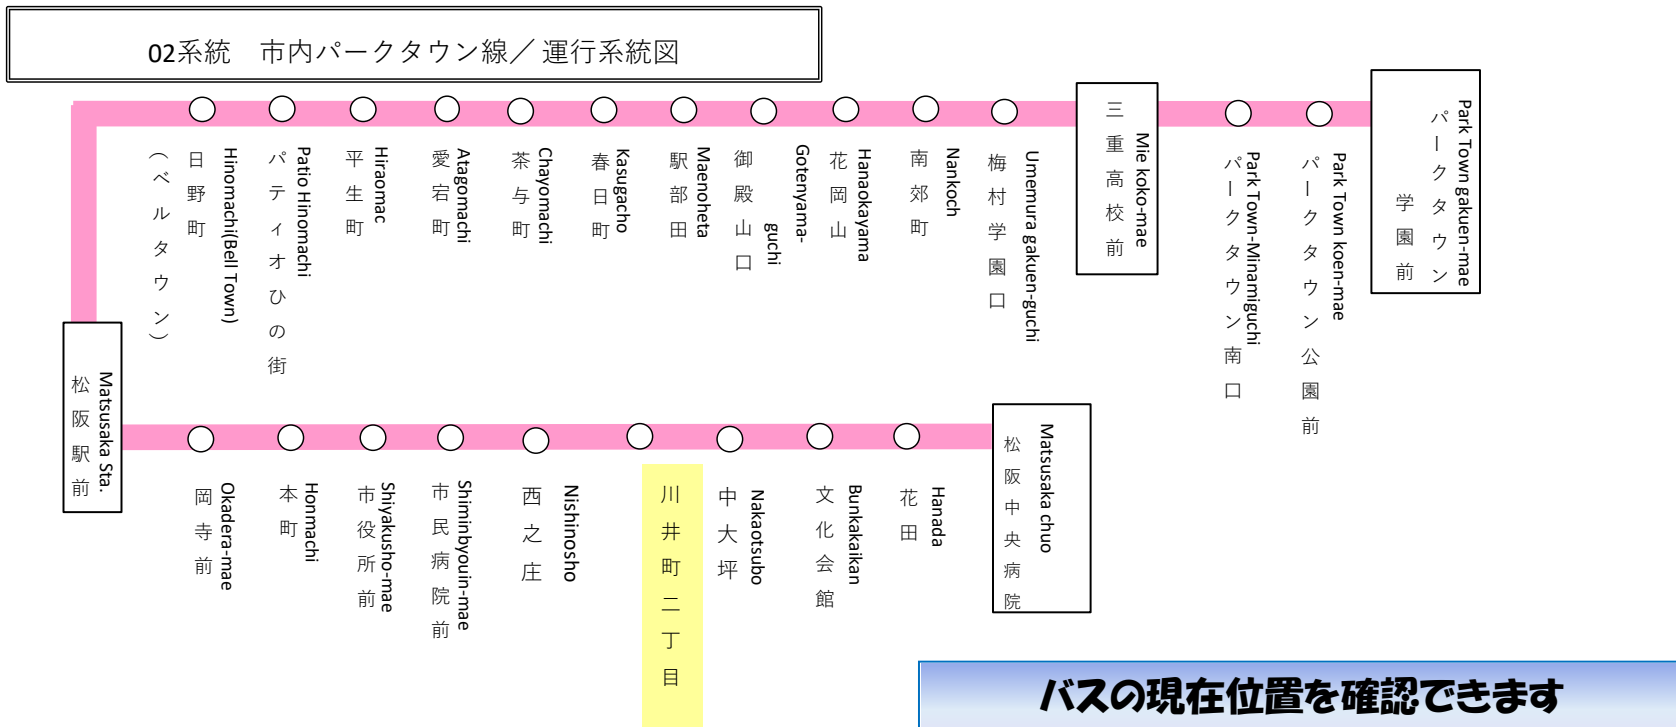 02系統　市内パークタウン線／運行系統図
日野町
（ベルタウン）
Hinomachi(Bell Town)
パティオひの街
Patio Hinomachi
平生町
Hiraomac
愛宕町
Atagomachi
茶与町
Chayomachi
春日町
Kasugacho
駅部田
Maenoheta
御殿山口
Gotenyama-
guchi
花岡山
Hanaokayama
南郊町
Nankoch
梅村学園口
Umemura gakuen-guchi
三重高校前
Mie koko-mae
パークタウン南口
Park Town-Minamiguchi
パークタウン公園前
Park Town koen-mae
パークタウン
学園前
Park Town gakuen-mae
松阪駅前
Matsusaka Sta.
岡寺前
Okadera-mae
本町
Honmachi
市役所前
Shiyakusho-mae
市民病院前
Shiminbyouin-mae
西之庄
Nishinosho
川井町二丁目
中大坪
Nakaotsubo
文化会館
Bunkakaikan
花田
Hanada
松阪中央病院
Matsusaka chuo
バスの現在位置を確認できます